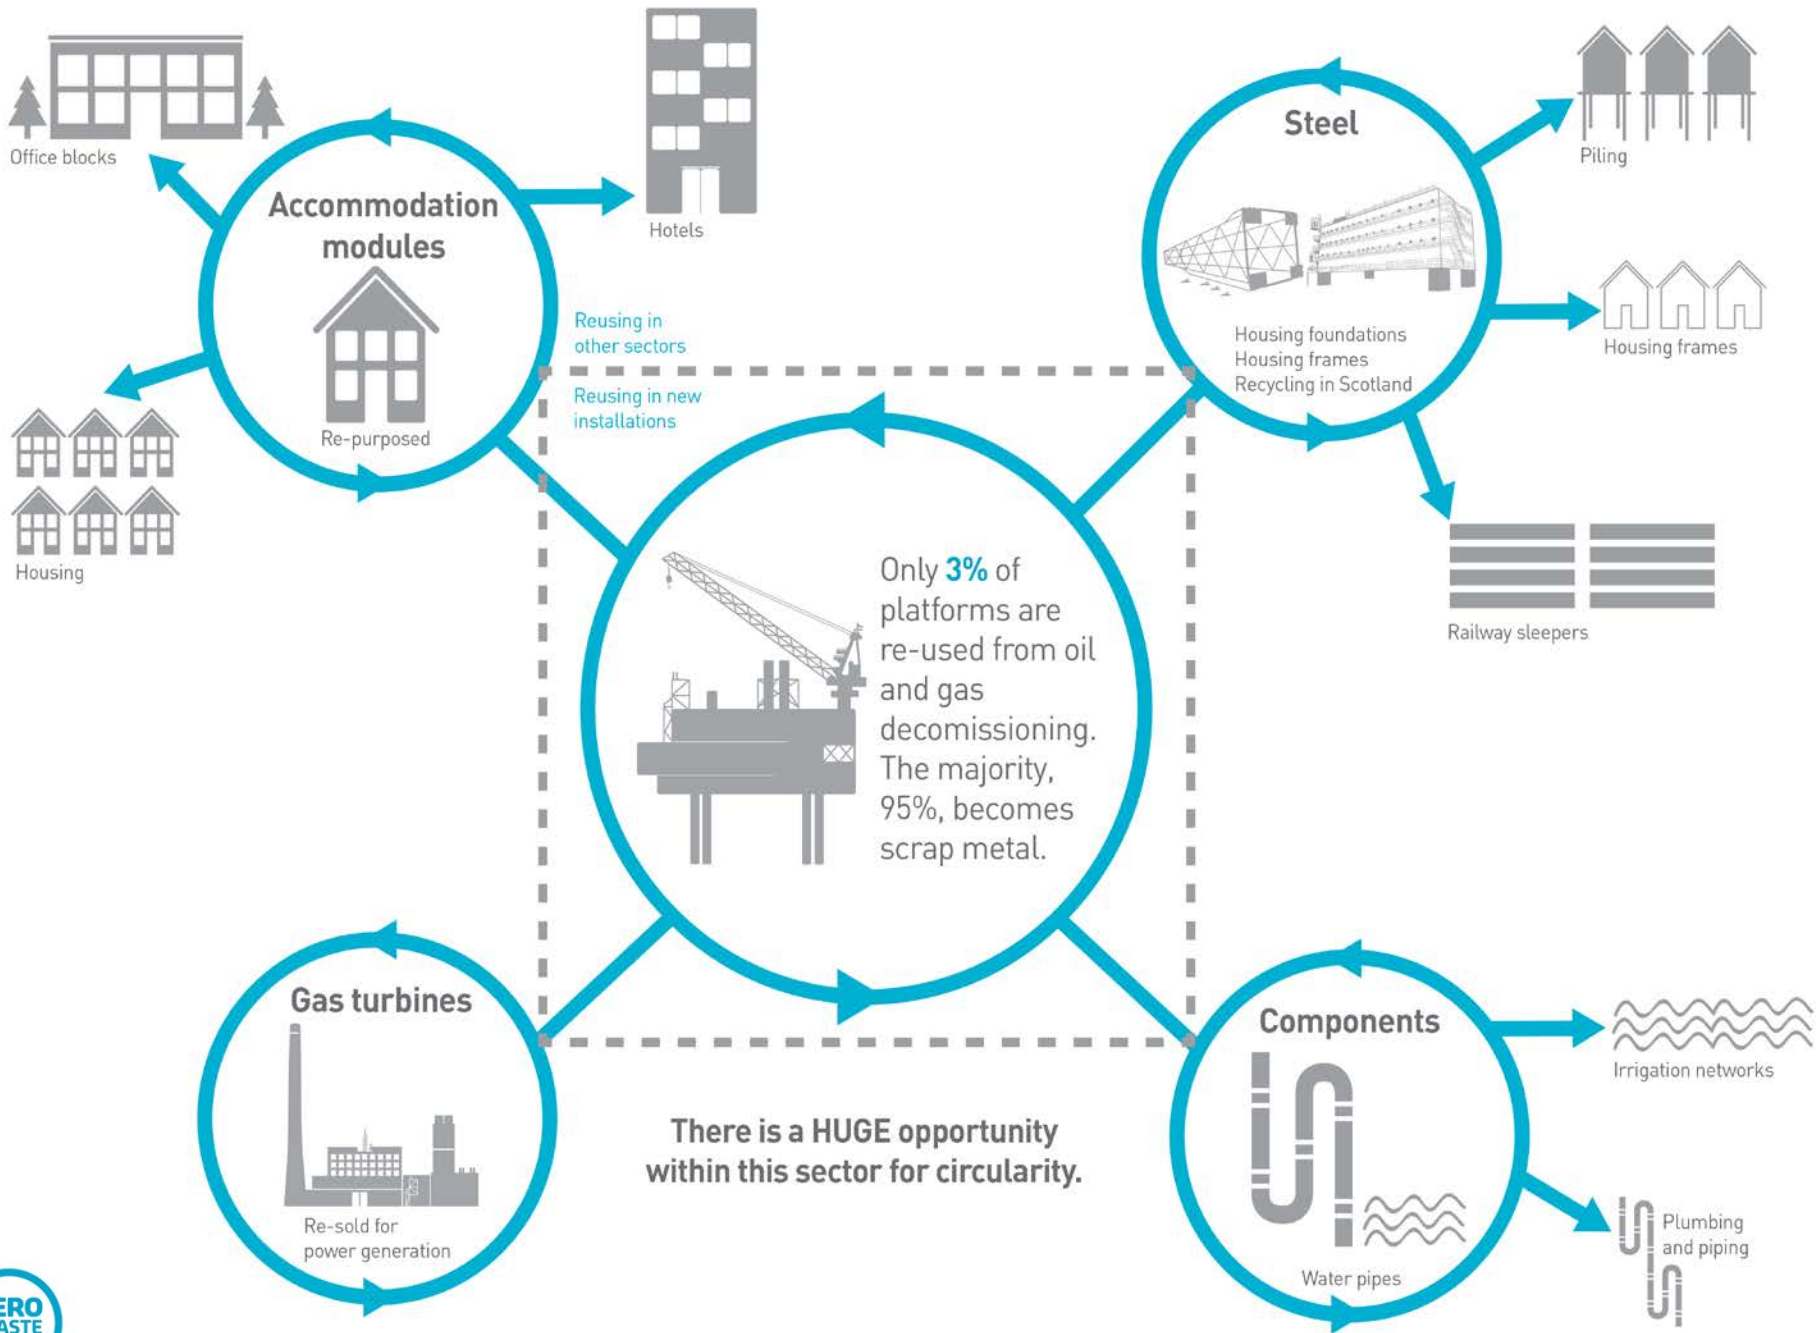 Office blocks
Accommodation
modules
Re-purposed
Hotels
Housing
Reusing in
other sectors
Reusing in new
installations
Steel
Housing foundations
Housing frames
Recycling in Scotland
Piling
Housing frames
Railway sleepers
Only 3% of
platforms are
re-used from oil
and gas
decomissioning.
The majority,
95%, becomes
scrap metal.
Gas turbines
Re-sold for
power generation
There is a HUGE opportunity
within this sector for circularity.
Components
Water pipes
Irrigation networks
Plumbing
and piping
ERO
ASTE